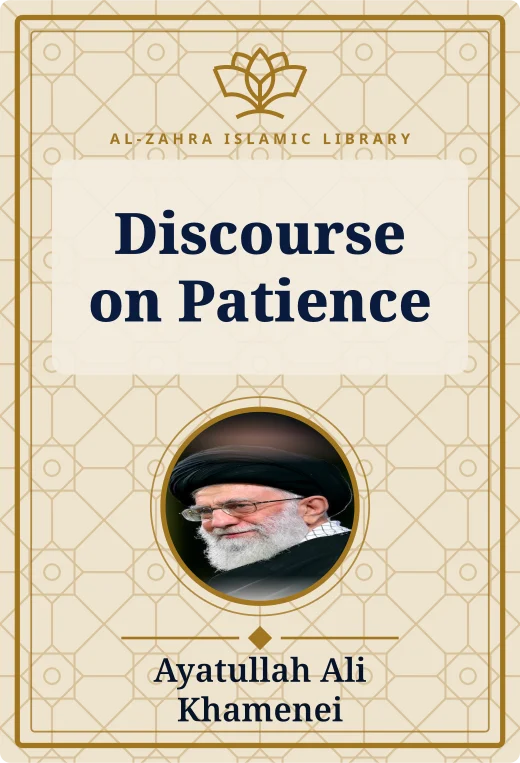 AL-ZAHRA ISLAMIC LIBRARY
Discourse
on Patience
Ayatullah Ali
Khamenei